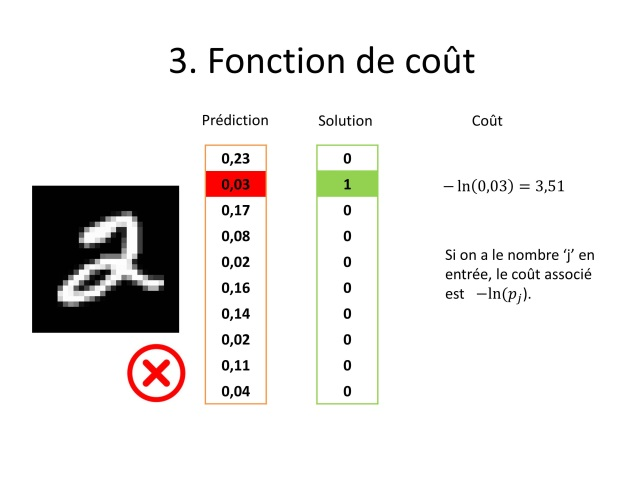 3. Fonction de coût
Prédiction Solution Coût
0,23 0
0,03 1 − ln(0,03) = 3,51
0,17 0
0,08 0
0,02 0
0,16 0
0,14 0
0,02 0
0,11 0
0,04 0
Si on a le nombre ‘j’ en
entrée, le coût associé
est −ln(pⱼ).
2